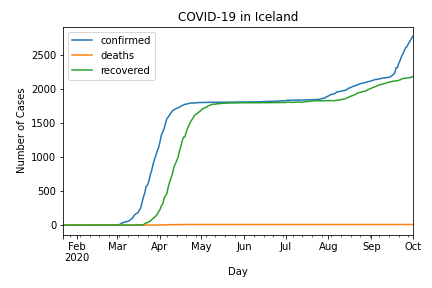 COVID-19 in Iceland
confirmed
deaths
recovered
Number of Cases
2500
2000
1500
1000
500
0
Feb Mar Apr May Jun Jul Aug Sep Oct
2020
Day